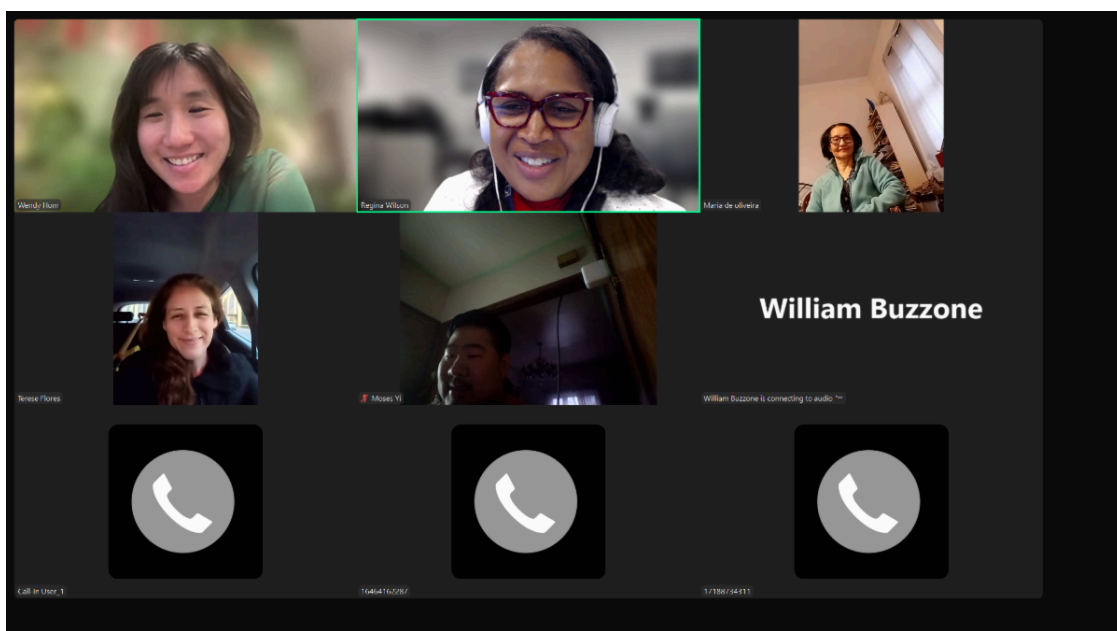 Wendy Hom
Regina Wilson
Maria de oliveira
Terese Flores
Moses Yi
William Buzzone
William Buzzone is connecting to audio
Call-In User_1
16464162287
17188734311